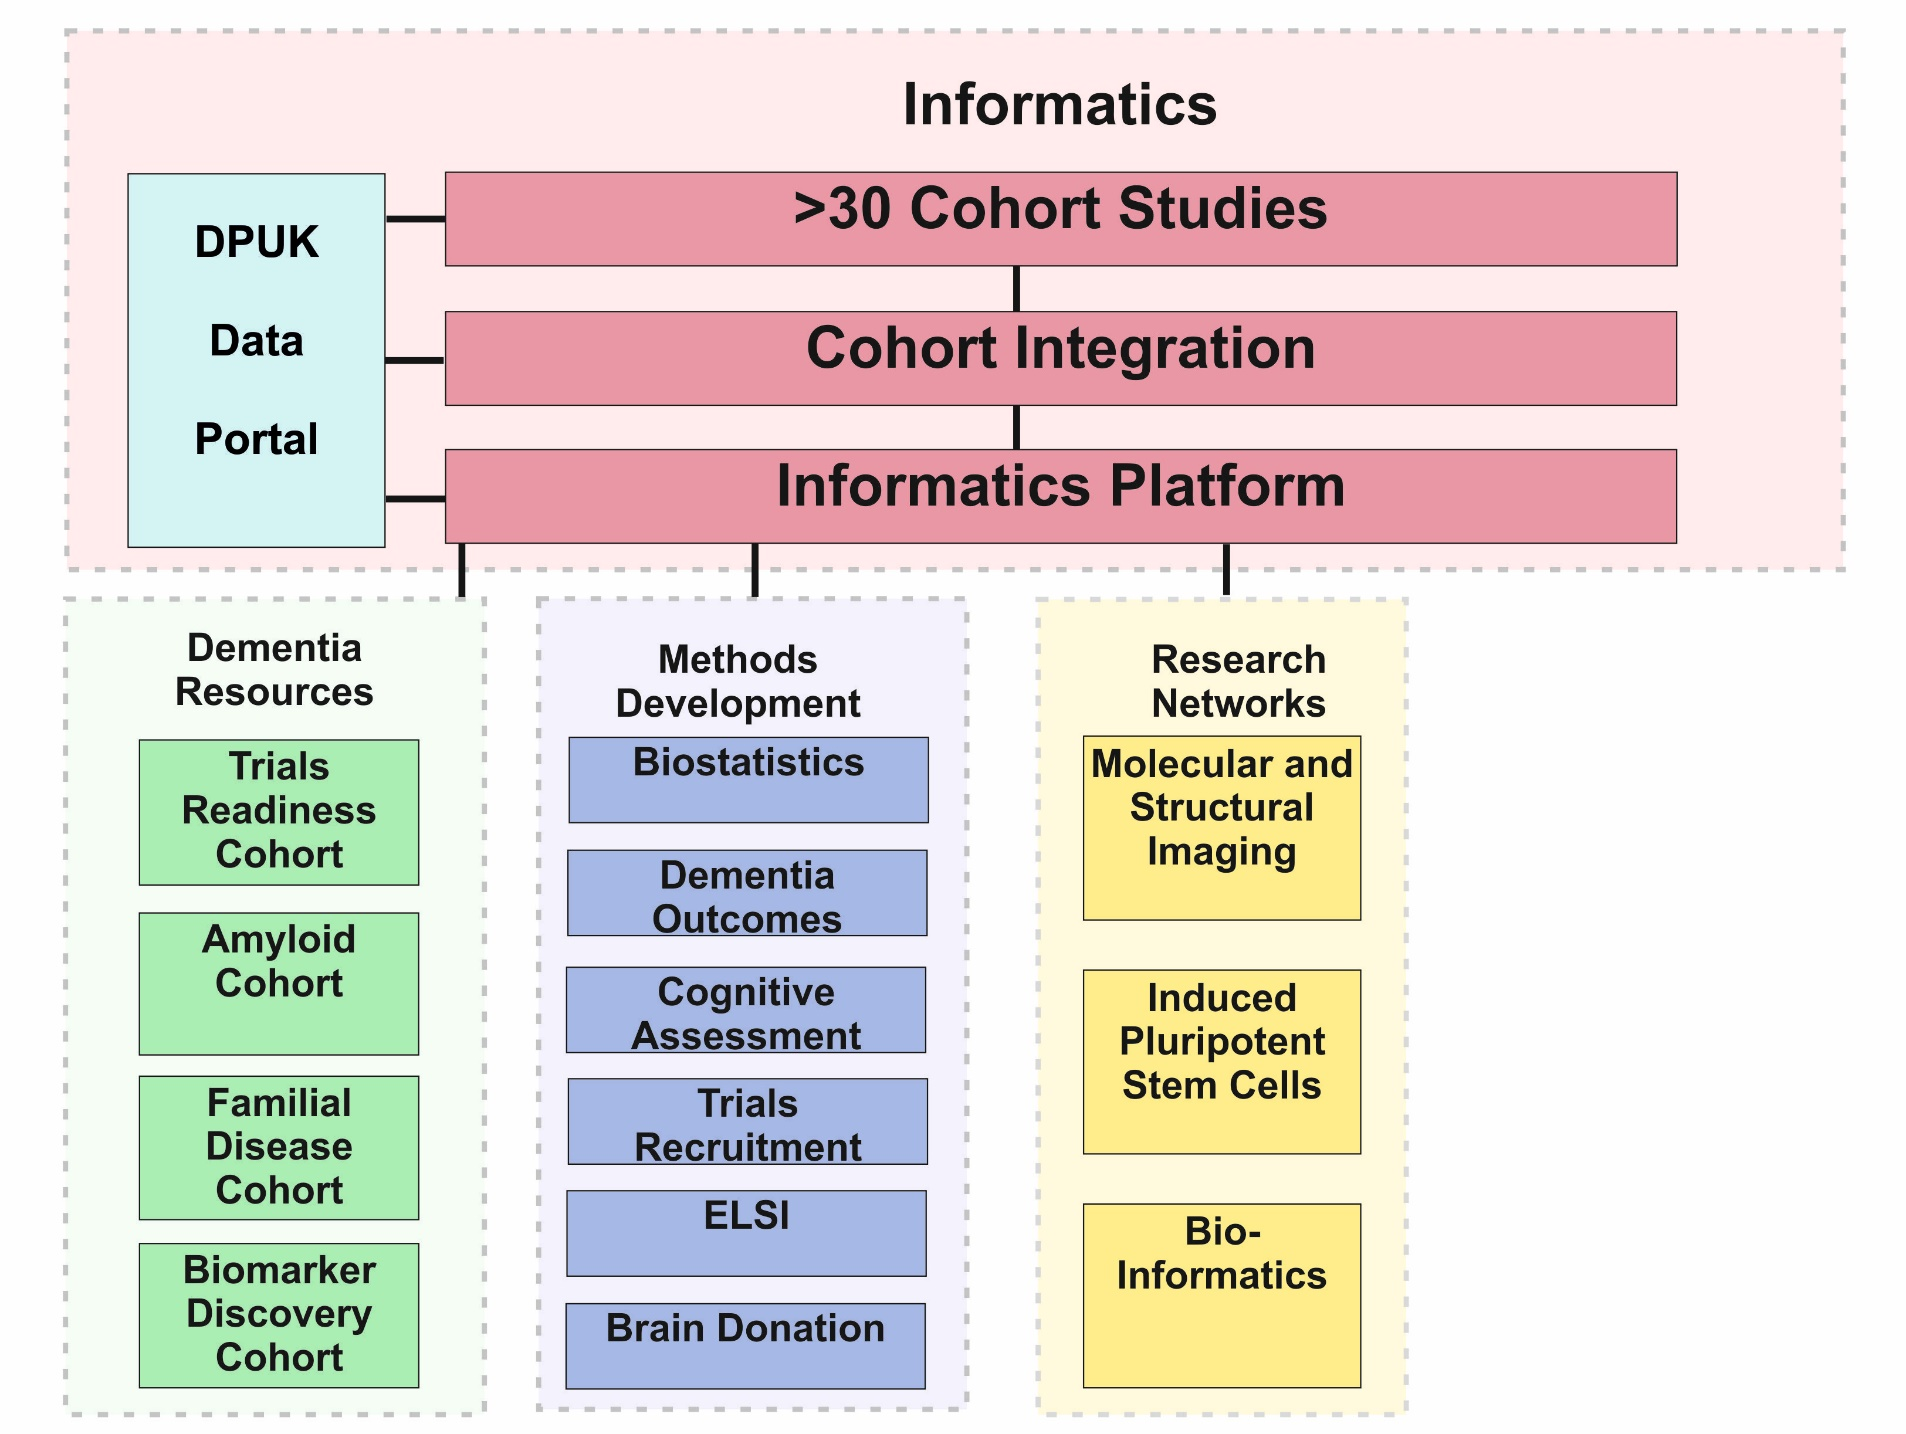 Informatics
DPUK
Data
Portal
>30 Cohort Studies
Cohort Integration
Informatics Platform
Dementia
Resources
Trials
Readiness
Cohort
Amyloid
Cohort
Familial
Disease
Cohort
Biomarker
Discovery
Cohort
Methods
Development
Biostatistics
Dementia
Outcomes
Cognitive
Assessment
Trials
Recruitment
ELSI
Brain Donation
Research
Networks
Molecular and
Structural
Imaging
Induced
Pluripotent
Stem Cells
Bio-
Informatics